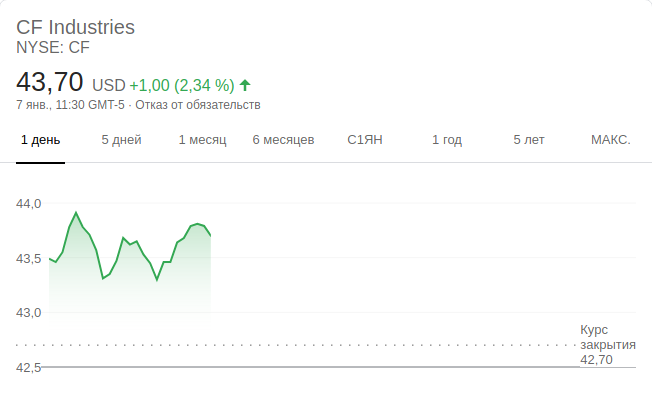 CF Industries
NYSE: CF
43,70 USD +1,00 (2,34 %)
7 янв., 11:30 GMT-5 · Отказ от обязательств
1 день 5 дней 1 месяц 6 месяцев С1ЯН 1 год 5 лет МАКС.
44,0
43,5
43,0
Курс
закрытия
42,70
42,5